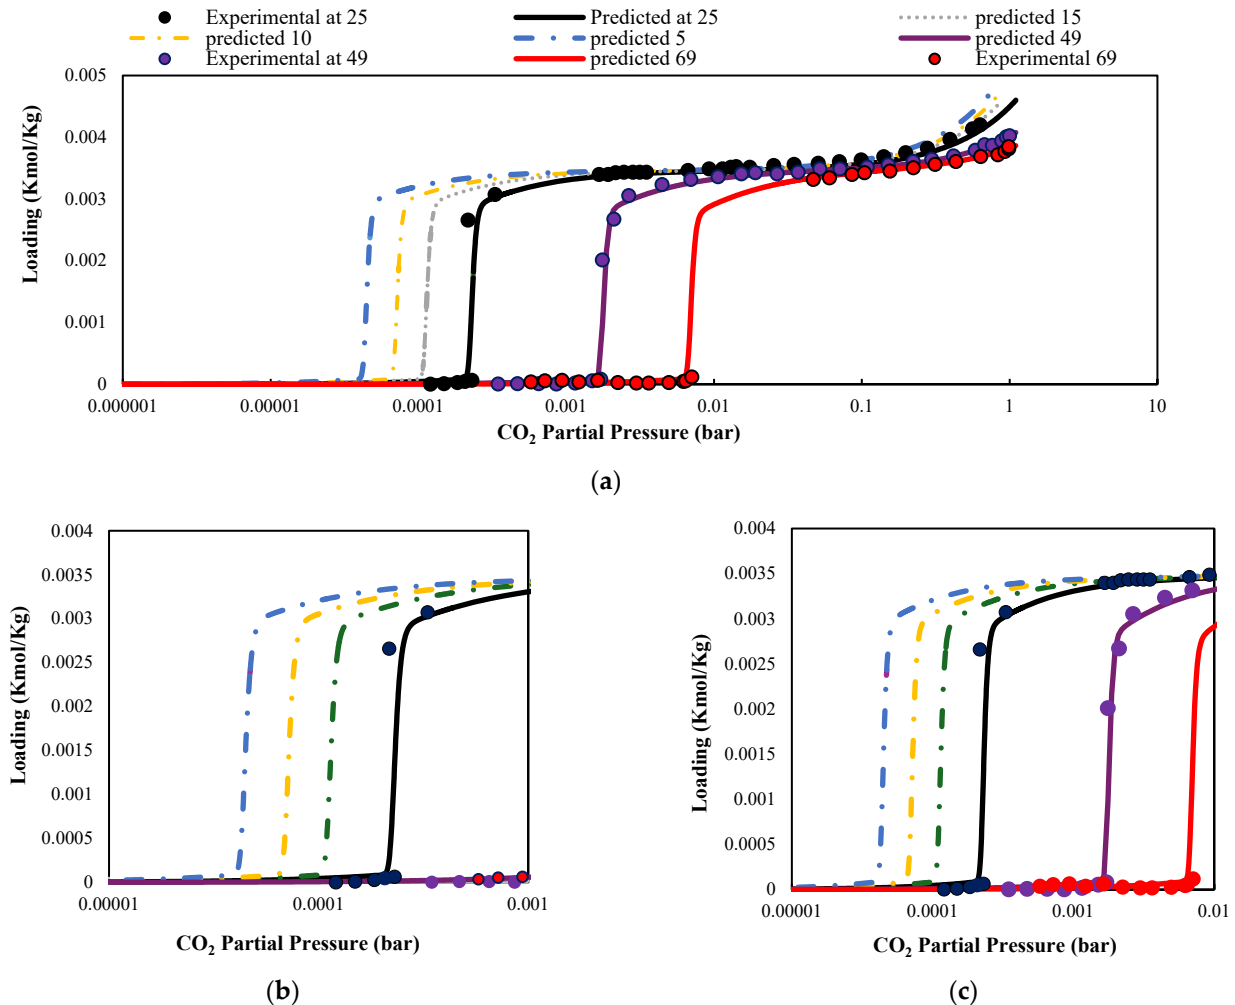 Experimental at 25 Predicted at 25 predicted 15
predicted 10 predicted 5 predicted 49
Experimental at 49 predicted 69 Experimental 69
0.005
0.004
0.003
0.002
0.001
0
Loading (Kmol/Kg)
0.000001 0.00001 0.0001 0.001 0.01 0.1 1 10
CO2 Partial Pressure (bar)
(a)
0.004
0.0035
0.003
0.0025
0.002
0.0015
0.001
0.0005
0
Loading (Kmol/Kg)
0.00001 0.0001 0.001
CO2 Partial Pressure (bar)
(b)
0.004
0.0035
0.003
0.0025
0.002
0.0015
0.001
0.0005
0
Loading (Kmol/Kg)
0.00001 0.0001 0.001 0.01
CO2 Partial Pressure (bar)
(c)